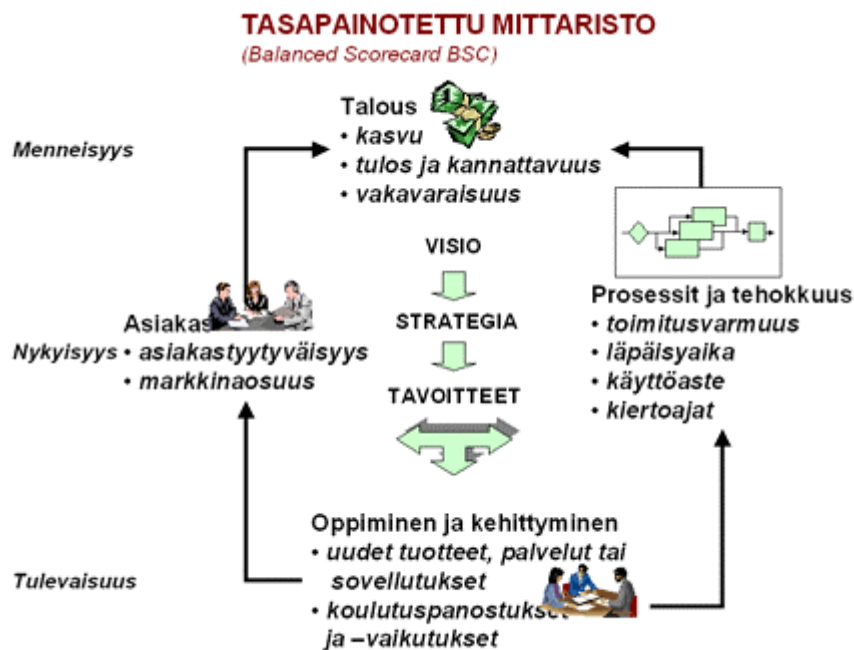 TASAPAINOTETTU MITTARISTO
(Balanced Scorecard BSC)
Talous
• kasvu
• tulos ja kannattavuus
• vakavaraisuus
Menneisyys
VISIO
STRATEGIA
TAVOITTEET
Asiakas
• asiakastyytyväisyys
• markkinaosuus
Nykyisyys
Prosessit ja tehokkuus
• toimitusvarmuus
• läpäisyaika
• käyttöaste
• kiertoajat
Oppiminen ja kehittyminen
• uudet tuotteet, palvelut tai
sovellutukset
• koulutuspanostukset
ja –vaikutukset
Tulevaisuus